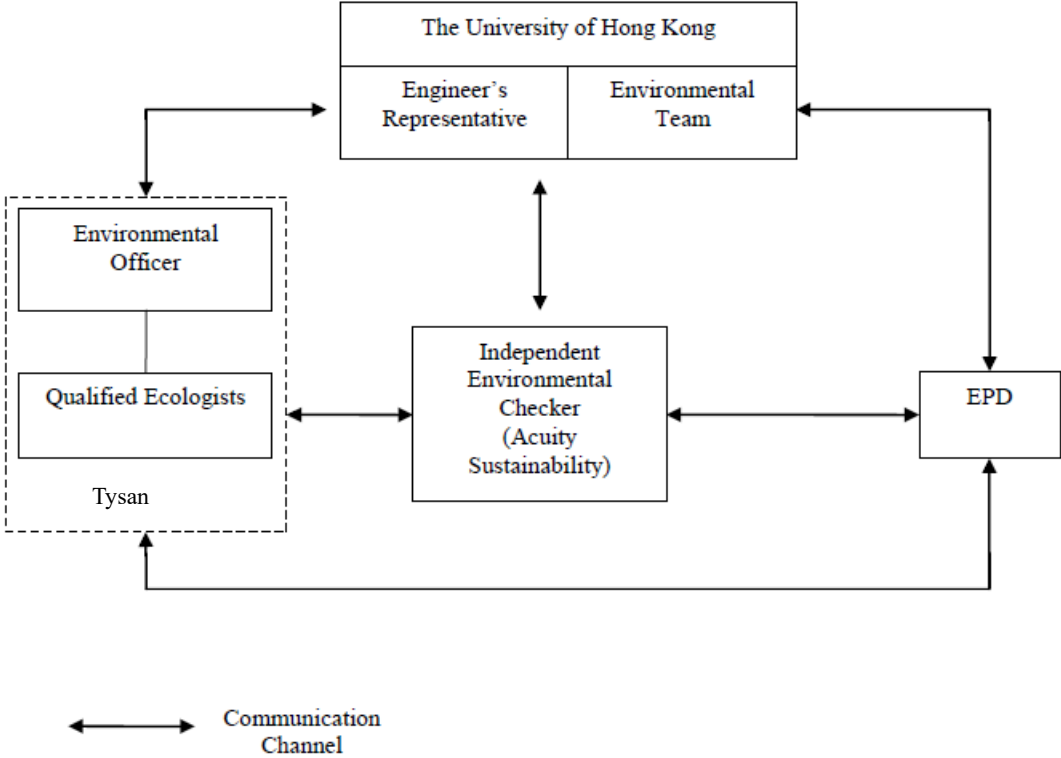 The University of Hong Kong
Engineer’s
Representative
Environmental
Team
Environmental
Officer
Qualified Ecologists
Tysan
Independent
Environmental
Checker
(Acuity
Sustainability)
EPD
Communication
Channel